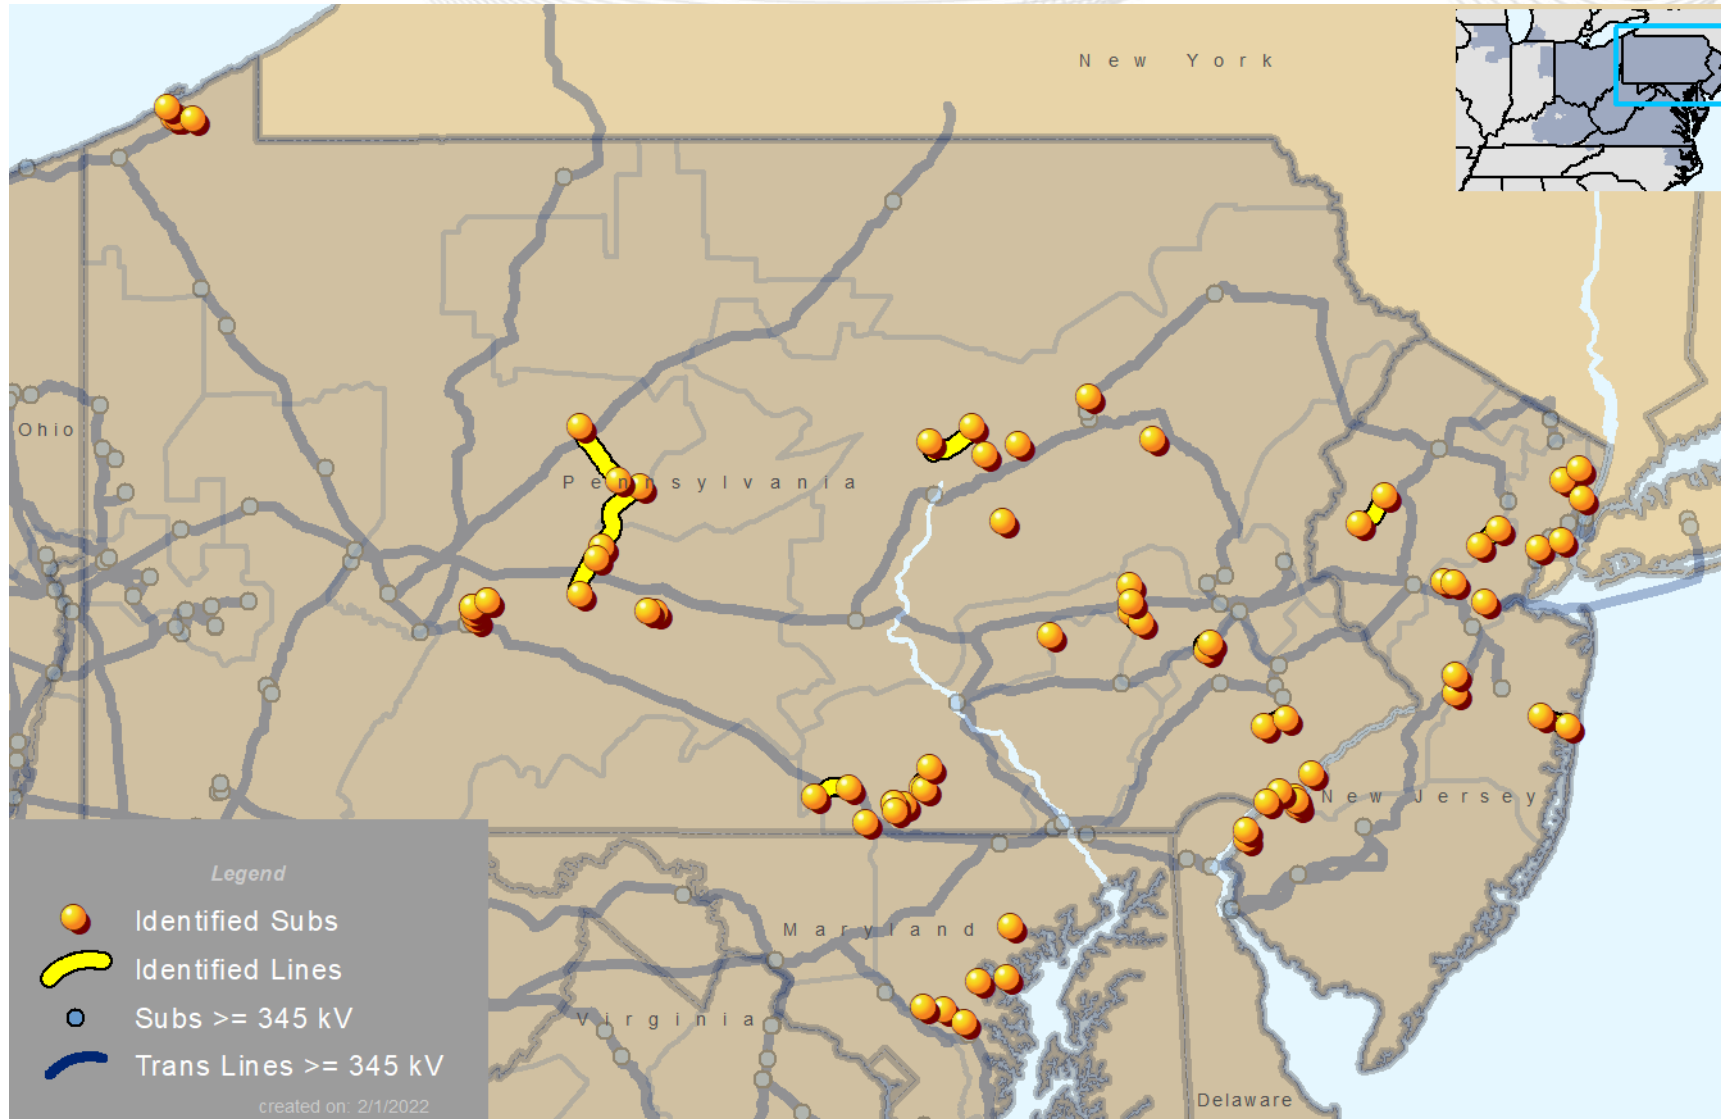 New York
Ohio
Pennsylvania
New Jersey
Legend
Identified Subs
Identified Lines
Subs >= 345 kV
Trans Lines >= 345 kV
created on: 2/1/2022
Maryland
Virginia
Delaware